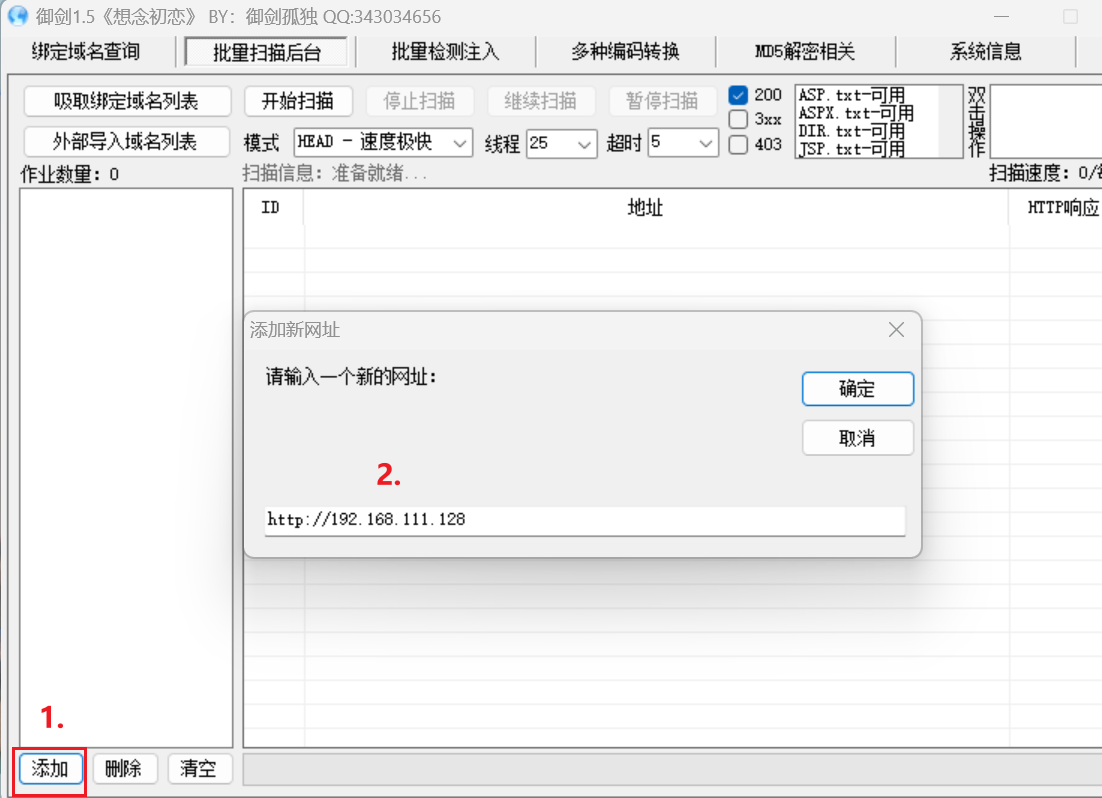 御剑1.5《想念初恋》 BY：御剑孤独 QQ:343034656
绑定域名查询 批量扫描后台 批量检测注入 多种编码转换 MD5解密相关 系统信息
吸取绑定域名列表 开始扫描 停止扫描 继续扫描 暂停扫描
外部导入域名列表 模式 HEAD - 速度极快 线程 25 超时 5
200
3xx
403
ASP.txt-可用
ASPX.txt-可用
DIR.txt-可用
JSP.txt-可用
双击操作
作业数量：0 扫描信息：准备就绪... 扫描速度：0/
ID 地址 HTTP响应
添加新网址
请输入一个新的网址：
确定
取消
2.
http://192.168.111.128
1.
添加 删除 清空